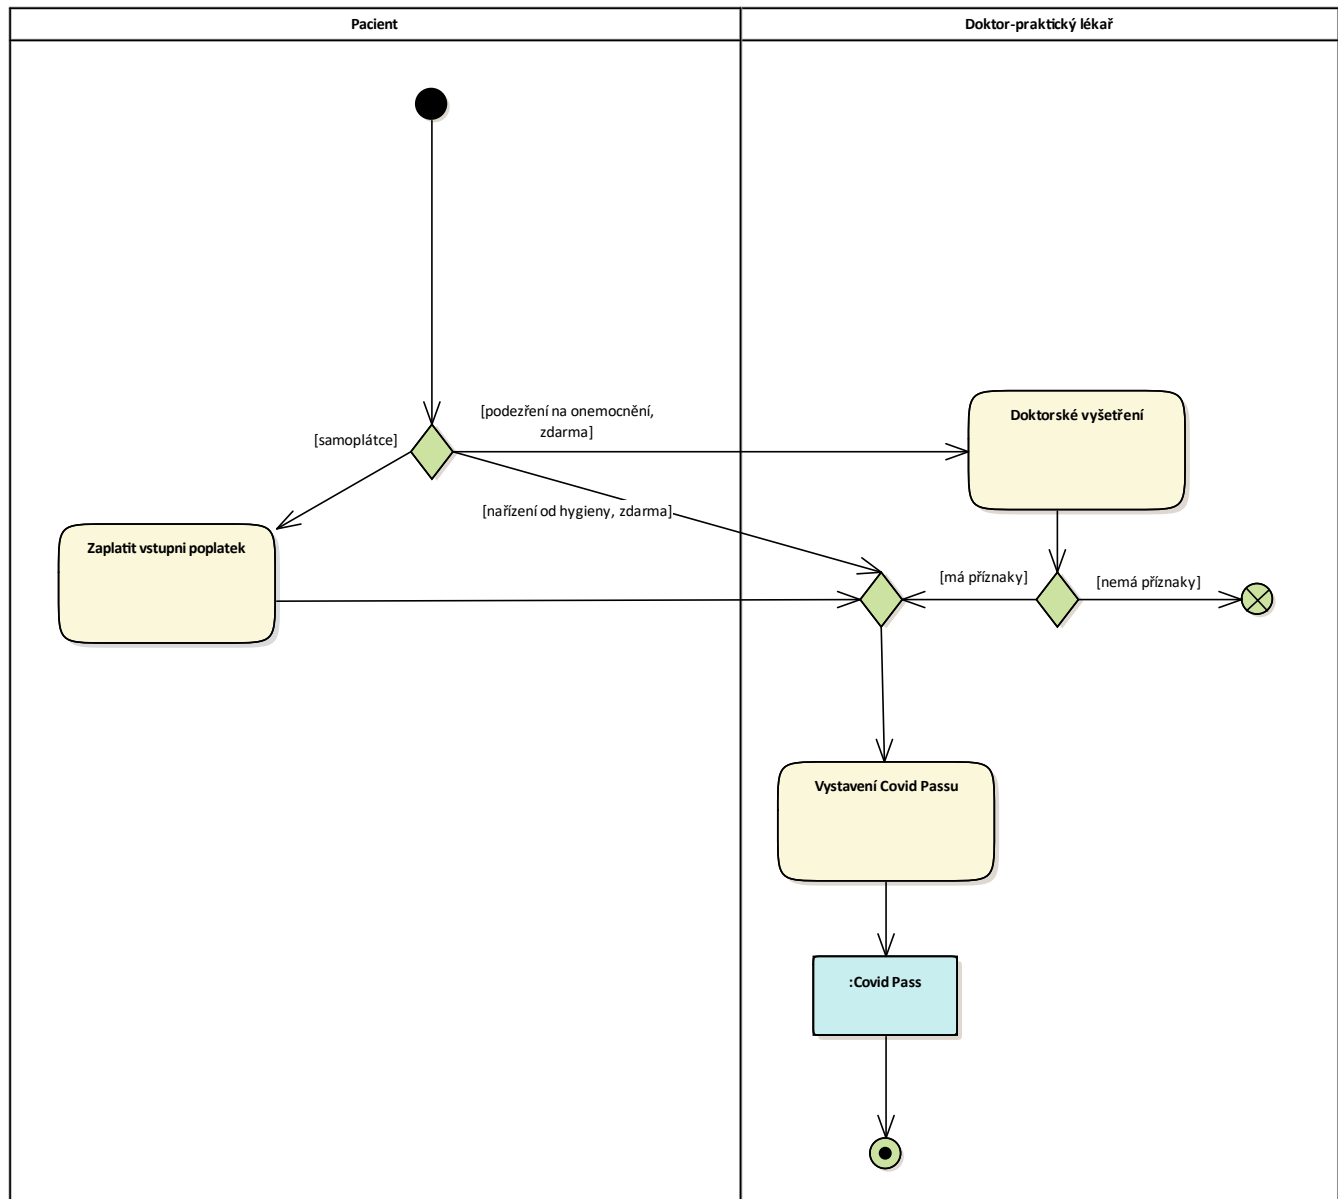 Pacient
Doktor-praktický lékař
[podezření na onemocnění,
zdarma]
[samoplátce]
Doktorské vyšetření
[nařízení od hygieny, zdarma]
Zaplatit vstupni poplatek
[má příznaky]
[nemá příznaky]
Vystavení Covid Passu
:Covid Pass